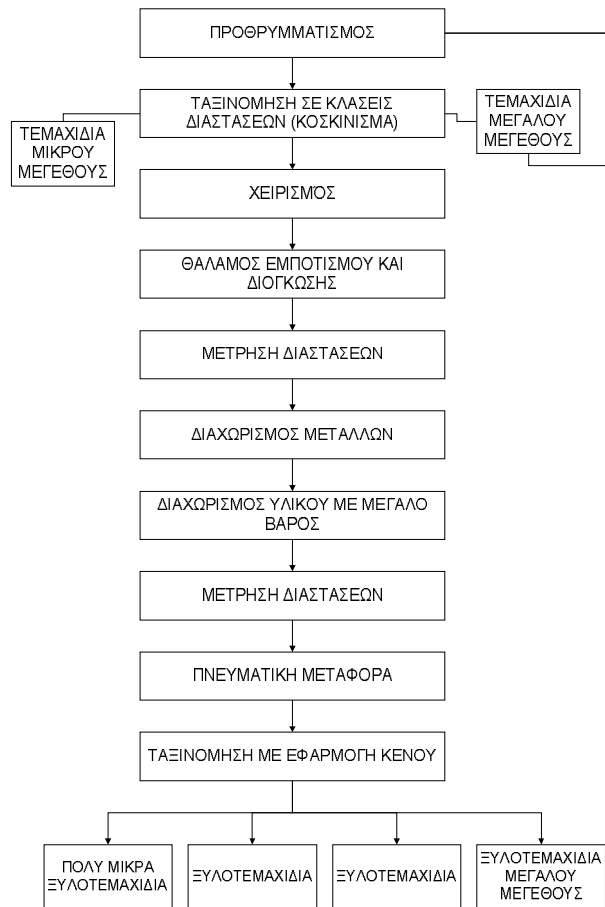 ΠΡΟΘΡΥΜΜΑΤΙΣΜΟΣ
ΤΑΞΙΝΟΜΗΣΗ ΣΕ ΚΛΑΣΕΙΣ
ΔΙΑΣΤΑΣΕΩΝ (ΚΟΣΚΙΝΙΣΜΑ)
ΤΕΜΑΧΙΔΙΑ
ΜΕΓΑΛΟΥ
ΜΕΓΕΘΟΥΣ
ΤΕΜΑΧΙΔΙΑ
ΜΙΚΡΟΥ
ΜΕΓΕΘΟΥΣ
ΧΕΙΡΙΣΜΌΣ
ΘΑΛΑΜΟΣ ΕΜΠΟΤΙΣΜΟΥ ΚΑΙ
ΔΙΟΓΚΩΣΗΣ
ΜΕΤΡΗΣΗ ΔΙΑΣΤΑΣΕΩΝ
ΔΙΑΧΩΡΙΣΜΟΣ ΜΕΤΑΛΛΩΝ
ΔΙΑΧΩΡΙΣΜΟΣ ΥΛΙΚΟΥ ΜΕ ΜΕΓΑΛΟ
ΒΑΡΟΣ
ΜΕΤΡΗΣΗ ΔΙΑΣΤΑΣΕΩΝ
ΠΝΕΥΜΑΤΙΚΗ ΜΕΤΑΦΟΡΑ
ΤΑΞΙΝΟΜΗΣΗ ΜΕ ΕΦΑΡΜΟΓΗ ΚΕΝΟΥ
ΠΟΛΥ ΜΙΚΡΑ
ΞΥΛΟΤΕΜΑΧΙΔΙΑ
ΞΥΛΟΤΕΜΑΧΙΔΙΑ
ΞΥΛΟΤΕΜΑΧΙΔΙΑ
ΞΥΛΟΤΕΜΑΧΙΔΙΑ
ΜΕΓΑΛΟΥ
ΜΕΓΕΘΟΥΣ